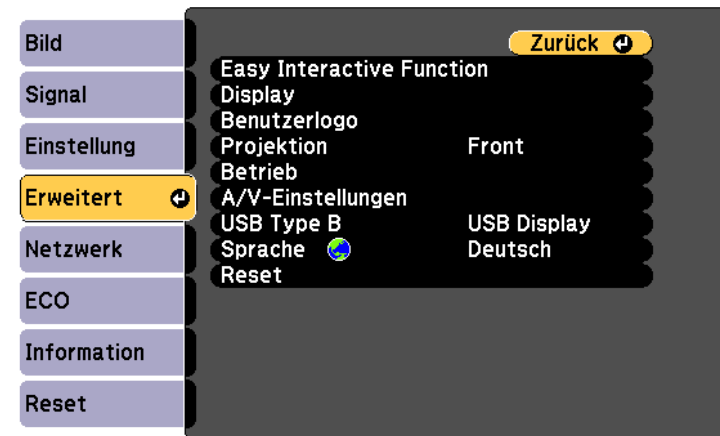 Bild
Signal
Einstellung
Erweitert
Netzwerk
ECO
Information
Reset
Zurück
Easy Interactive Function
Display
Benutzerlogo
Projektion Front
Betrieb
A/V-Einstellungen
USB Type B USB Display
Sprache Deutsch
Reset